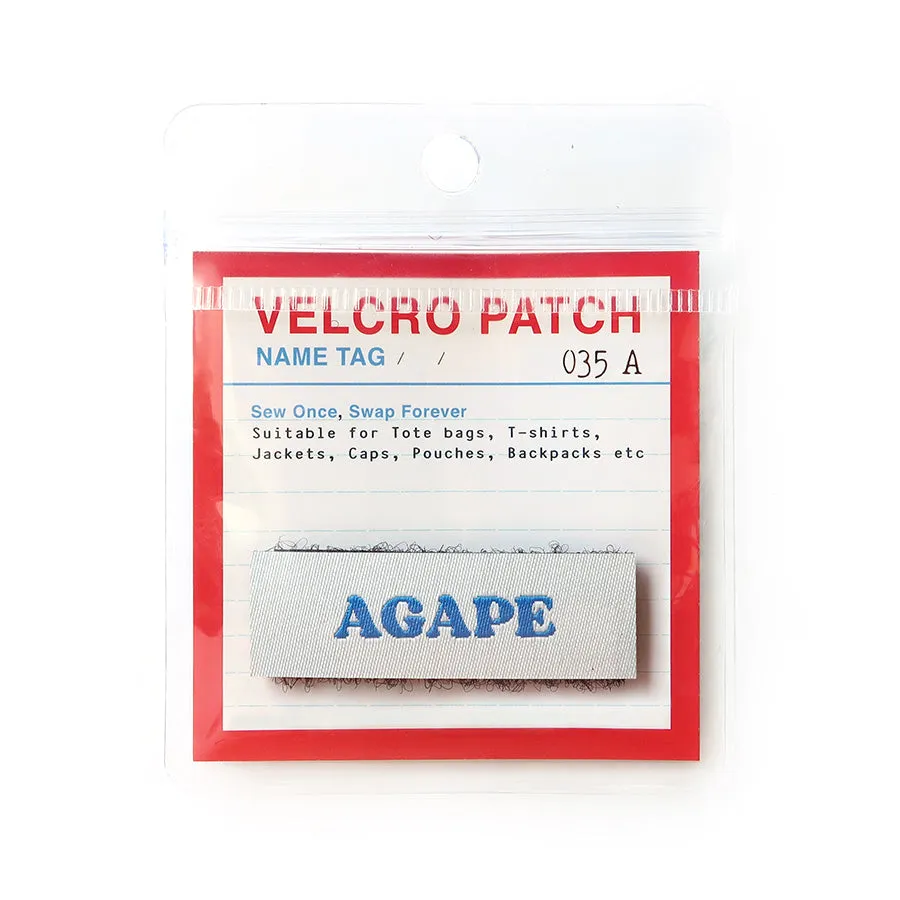 VELCRO PATCH
NAME TAG / / 035 A
Sew Once, Swap Forever
Suitable for Tote bags, T-shirts,
Jackets, Caps, Pouches, Backpacks etc
AGAPE